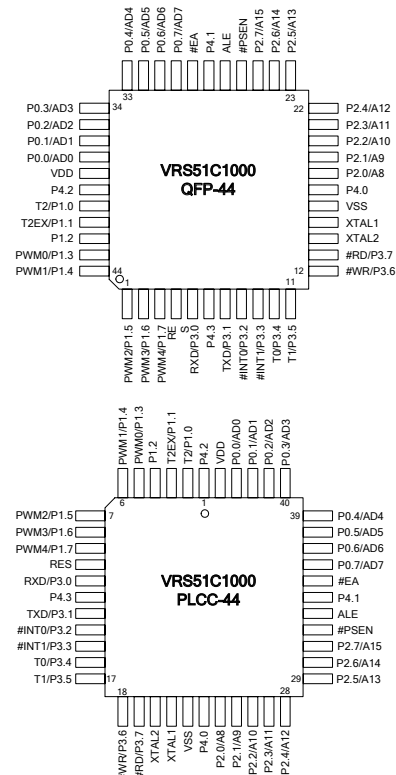 P0.4/AD4
P0.5/AD5
P0.6/AD6
P0.7/AD7
#EA
P4.1
ALE
#PSEN
P2.7/A15
P2.6/A14
P2.5/A13
33
23
P0.3/AD3
34
22
P2.4/A12
P0.2/AD2
P2.3/A11
P0.1/AD1
P2.2/A10
P0.0/AD0
P2.1/A9
VDD
P2.0/A8
P4.2
P4.0
T2/P1.0
VSS
T2EX/P1.1
XTAL1
P1.2
XTAL2
PWM0/P1.3
#RD/P3.7
PWM1/P1.4
44
12
#WR/P3.6
VRS51C1000
QFP-44
1
11
PWM2/P1.5
PWM3/P1.6
PWM4/P1.7
RE
S
RXD/P3.0
P4.3
TXD/P3.1
#INT0/P3.2
#INT1/P3.3
T0/P3.4
T1/P3.5
PWM1/P1.4
PWM0/P1.3
P1.2
T2EX/P1.1
T2/P1.0
P4.2
VDD
P0.0/AD0
P0.1/AD1
P0.2/AD2
P0.3/AD3
6
1
40
PWM2/P1.5
7
39
P0.4/AD4
PWM3/P1.6
P0.5/AD5
PWM4/P1.7
P0.6/AD6
RES
P0.7/AD7
RXD/P3.0
#EA
P4.3
P4.1
TXD/P3.1
ALE
#INT0/P3.2
#PSEN
#INT1/P3.3
P2.7/A15
T0/P3.4
P2.6/A14
T1/P3.5
17
29
P2.5/A13
VRS51C1000
PLCC-44
18
28
WR/P3.6
#RD/P3.7
XTAL2
XTAL1
VSS
P4.0
P2.0/A8
P2.1/A9
P2.2/A10
P2.3/A11
P2.4/A12